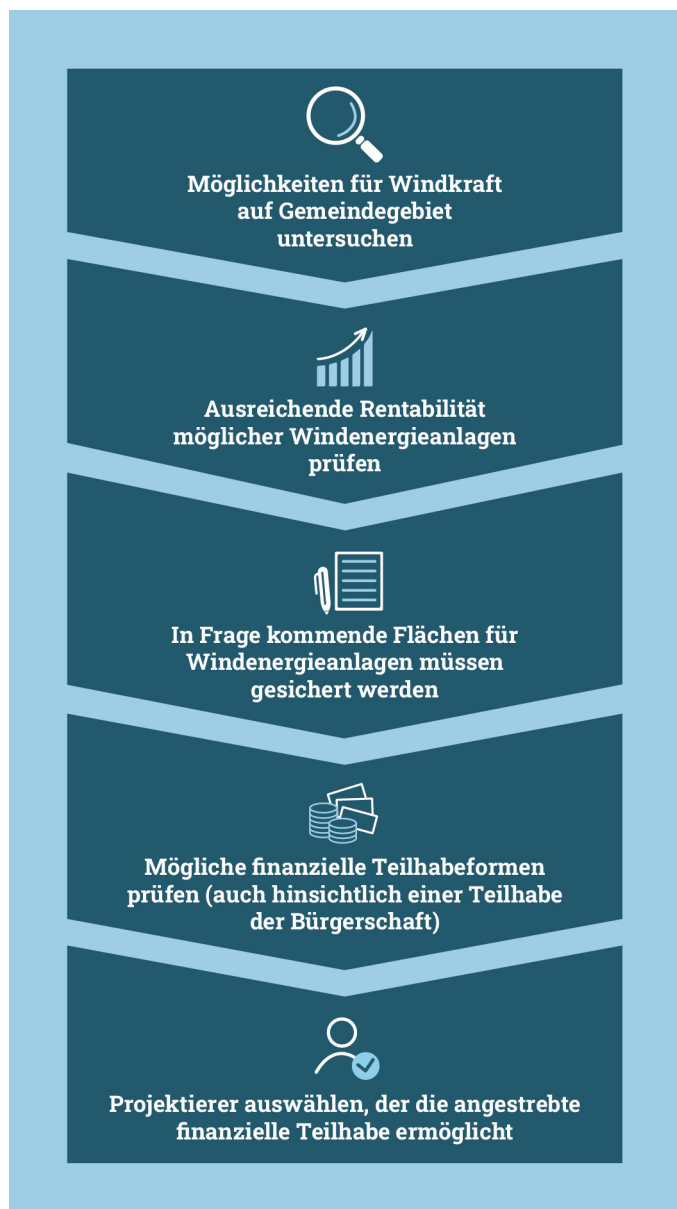 Möglichkeiten für Windkraft
auf Gemeindegebiet
untersuchen
Ausreichende Rentabilität
möglicher Windenergieanlagen
prüfen
In Frage kommende Flächen für
Windenergieanlagen müssen
gesichert werden
Mögliche finanzielle Teilhabeformen
prüfen (auch hinsichtlich einer Teilhabe
der Bürgerschaft)
Projektierer auswählen, der die angestrebte
finanzielle Teilhabe ermöglicht